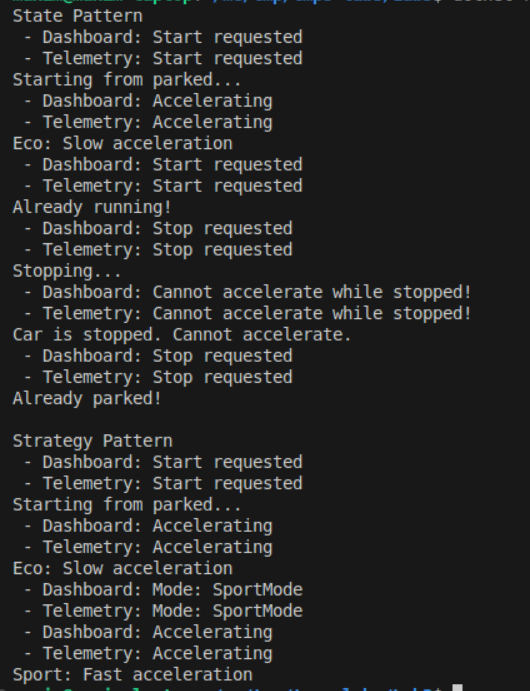 State Pattern
 - Dashboard: Start requested
 - Telemetry: Start requested
Starting from parked...
 - Dashboard: Accelerating
 - Telemetry: Accelerating
Eco: Slow acceleration
 - Dashboard: Start requested
 - Telemetry: Start requested
Already running!
 - Dashboard: Stop requested
 - Telemetry: Stop requested
Stopping...
 - Dashboard: Cannot accelerate while stopped!
 - Telemetry: Cannot accelerate while stopped!
Car is stopped. Cannot accelerate.
 - Dashboard: Stop requested
 - Telemetry: Stop requested
Already parked!

Strategy Pattern
 - Dashboard: Start requested
 - Telemetry: Start requested
Starting from parked...
 - Dashboard: Accelerating
 - Telemetry: Accelerating
Eco: Slow acceleration
 - Dashboard: Mode: SportMode
 - Telemetry: Mode: SportMode
 - Dashboard: Accelerating
 - Telemetry: Accelerating
Sport: Fast acceleration